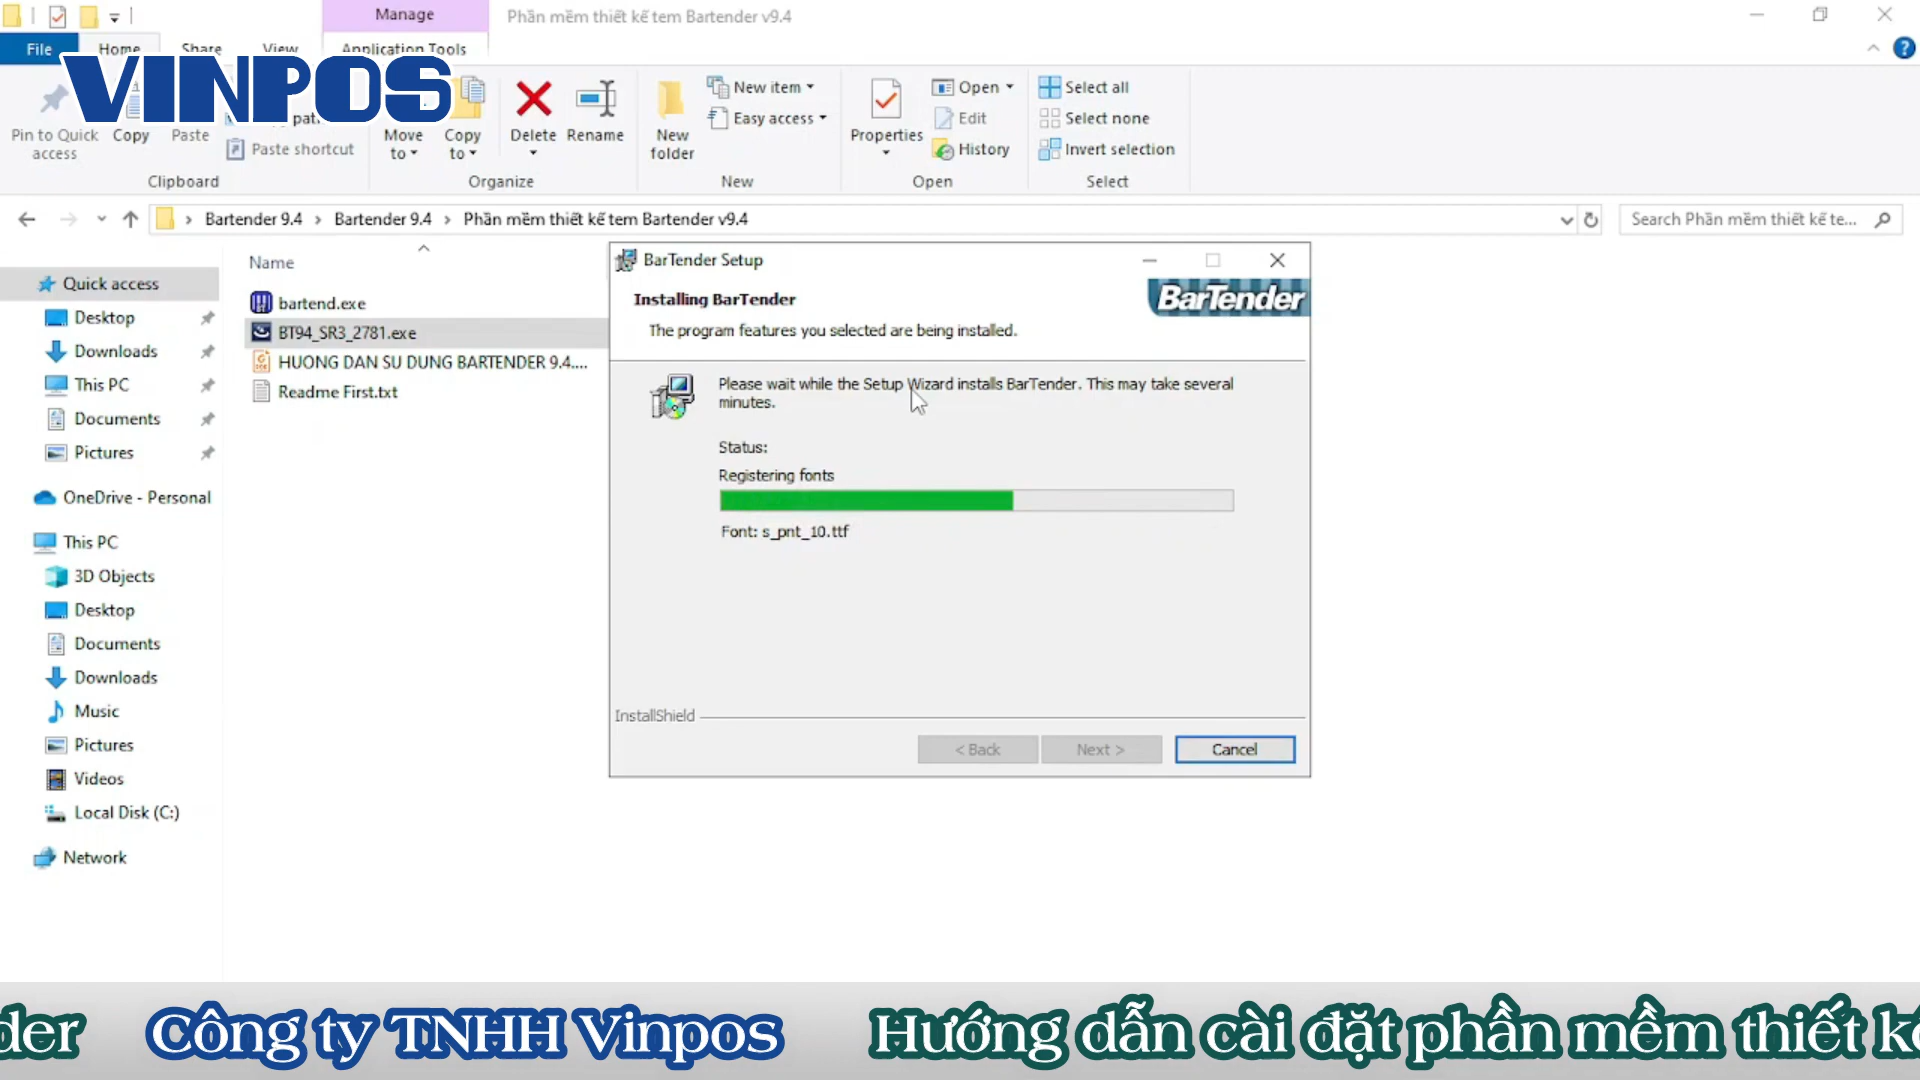 Manage
Phần mềm thiết kế tem Bartender v9.4
File
Home
Share
View
Application Tools
VINPOS
Pin to Quick access
Copy
Paste
Paste shortcut
Clipboard
Move to
Copy to
Delete
Rename
Organize
New folder
New item
Easy access
New
Properties
Open
Edit
History
Open
Select all
Select none
Invert selection
Select
Bartender 9.4 > Bartender 9.4 > Phần mềm thiết kế tem Bartender v9.4
Search Phần mềm thiết kế te...
Quick access
Desktop
Downloads
This PC
Documents
Pictures
OneDrive - Personal
This PC
3D Objects
Desktop
Documents
Downloads
Music
Pictures
Videos
Local Disk (C:)
Network
Name
bartend.exe
BT94_SR3_2781.exe
HUONG DAN SU DUNG BARTENDER 9.4....
Readme First.txt
BarTender Setup
BarTender
Installing BarTender
The program features you selected are being installed.
Please wait while the Setup Wizard installs BarTender. This may take several
minutes.
Status:
Registering fonts
Font: s_pnt_10.ttf
InstallShield
< Back
Next >
Cancel
der Công ty TNHH Vinpos Hướng dẫn cài đặt phần mềm thiết kế